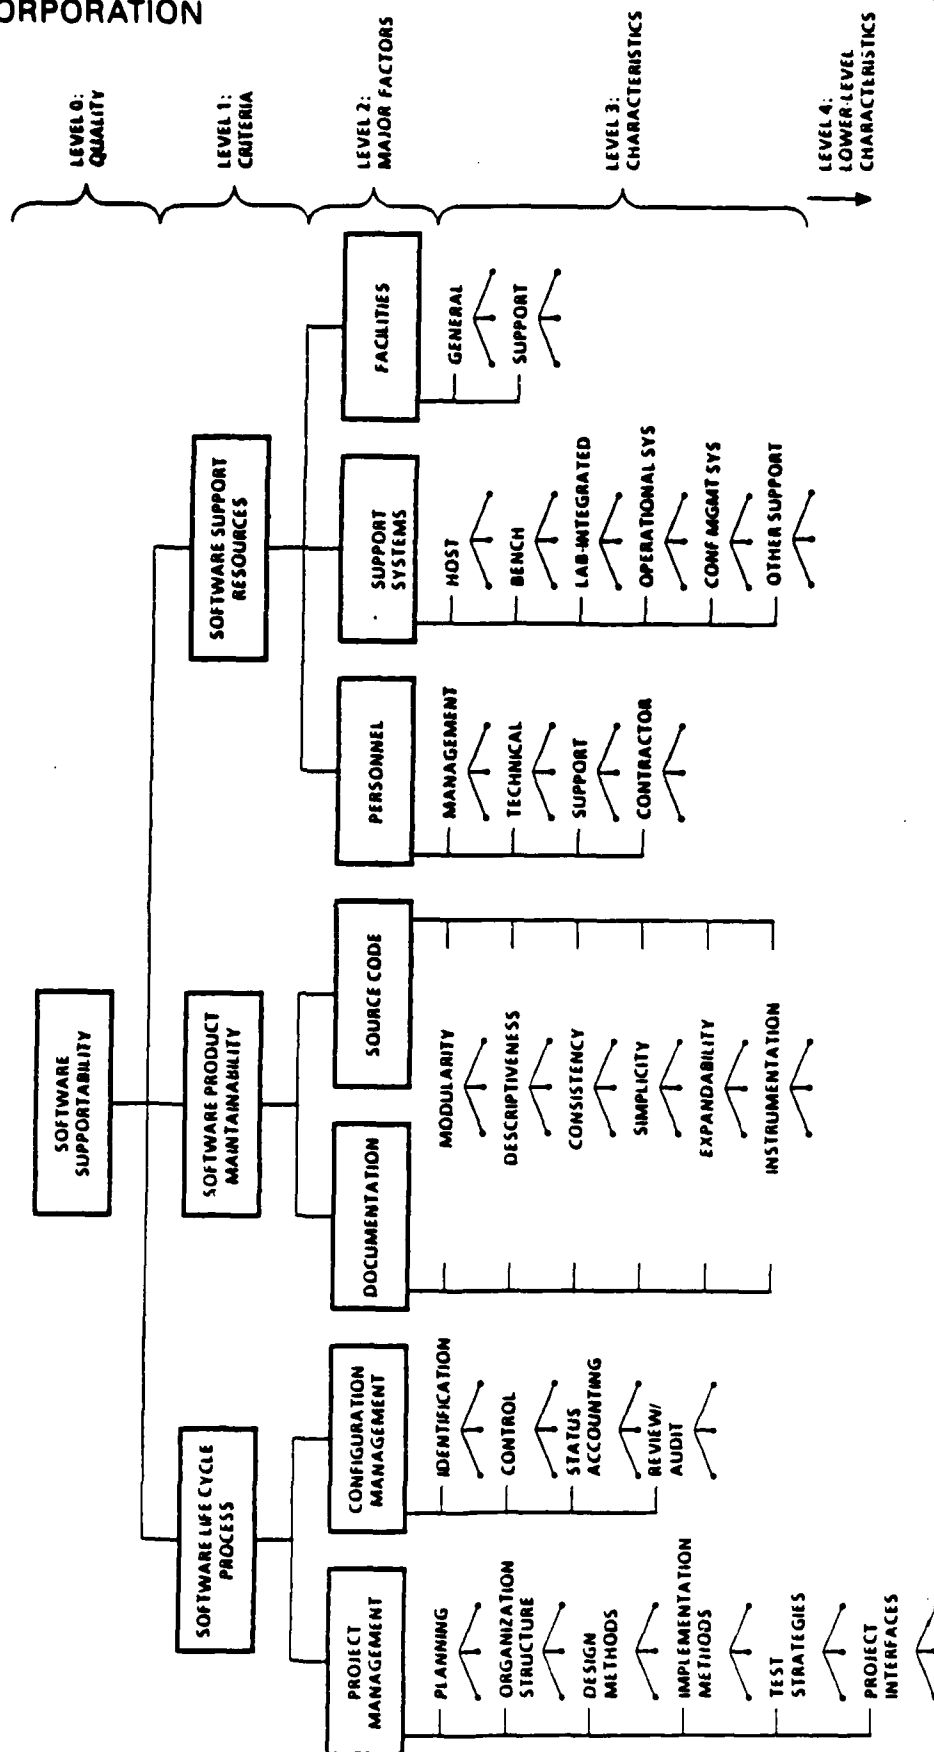 ORPORATION
LEVEL 0:
QUALITY
LEVEL 1:
CRITERIA
LEVEL 2:
MAJOR FACTORS
LEVEL 3:
CHARACTERISTICS
LEVEL 4:
LOWER-LEVEL
CHARACTERISTICS
SOFTWARE
SUPPORTABILITY
SOFTWARE LIFE CYCLE
PROCESS
SOFTWARE PRODUCT
MAINTAINABILITY
SOFTWARE SUPPORT
RESOURCES
PROJECT
MANAGEMENT
CONFIGURATION
MANAGEMENT
DOCUMENTATION
SOURCE CODE
PERSONNEL
SUPPORT
SYSTEMS
FACILITIES
PLANNING
ORGANIZATION
STRUCTURE
DESIGN
METHODS
IMPLEMENTATION
METHODS
TEST
STRATEGIES
PROJECT
INTERFACES
IDENTIFICATION
CONTROL
STATUS
ACCOUNTING
REVIEW/
AUDIT
MODULARITY
DESCRIPTIVENESS
CONSISTENCY
SIMPLICITY
EXPANDABILITY
INSTRUMENTATION
MANAGEMENT
TECHNICAL
SUPPORT
CONTRACTOR
HOST
BENCH
LAB-INTEGRATED
OPERATIONAL SYS
CONF MGMT SYS
OTHER SUPPORT
GENERAL
SUPPORT